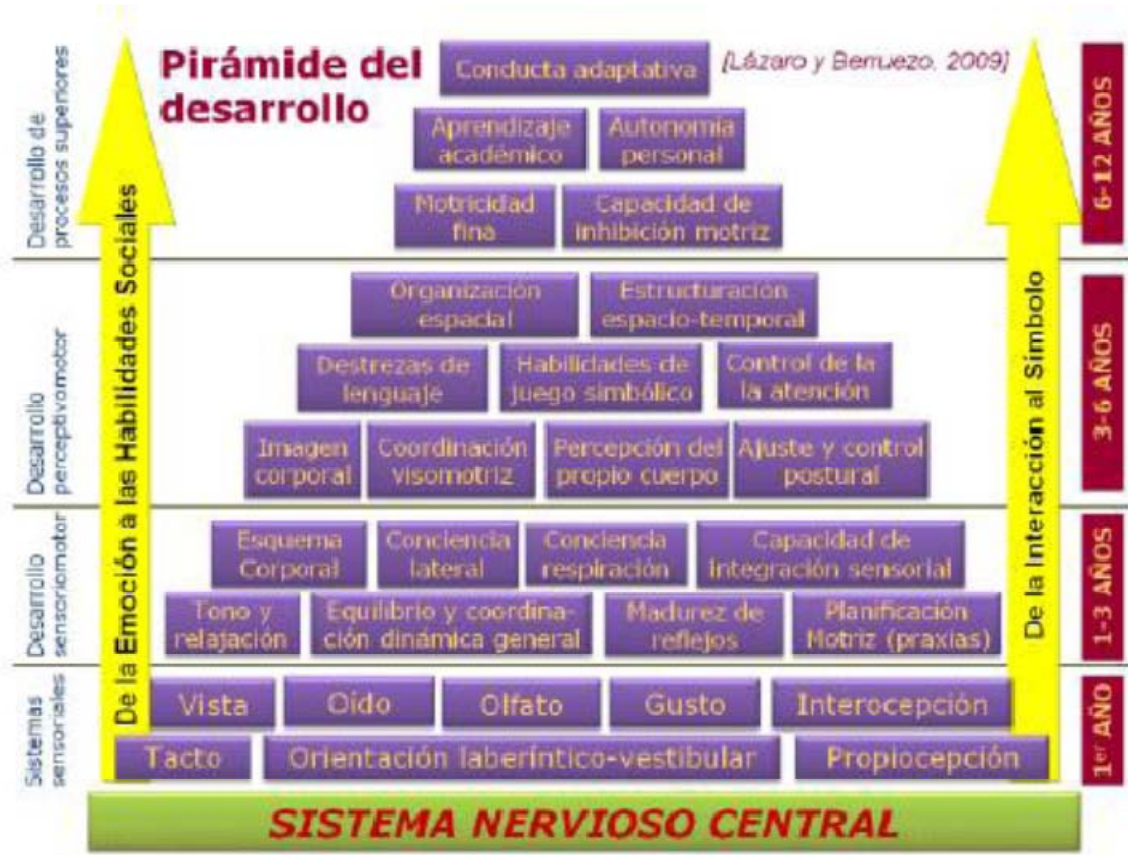 Pirámide del
desarrollo
[Lázaro y Berruezo, 2009]
Conducta adaptativa
Aprendizaje
académico
Autonomía
personal
Motricidad
fina
Capacidad de
inhibición motriz
Desarrollo de
procesos superiores
6-12 AÑOS
Organización
espacial
Estructuración
espacio-temporal
Destrezas de
lenguaje
Habilidades de
juego simbólico
Control de la
la atención
Imagen
corporal
Coordinación
visomotriz
Percepción del
propio cuerpo
Ajuste y control
postural
Desarrollo
perceptivomotor
3-6 AÑOS
Esquema
Corporal
Conciencia
lateral
Conciencia
respiración
Capacidad de
integración sensorial
Tono y
relajación
Equilibrio y coordina-
ción dinámica general
Madurez de
reflejos
Planificación
Motriz (praxias)
Desarrollo
sensoriomotor
1-3 AÑOS
Vista
Oído
Olfato
Gusto
Interocepción
Tacto
Orientación laberíntico-vestibular
Propiocepción
Sistemas
sensoriales
1er AÑO
De la Emoción a las Habilidades Sociales
De la Interacción al Símbolo
SISTEMA NERVIOSO CENTRAL